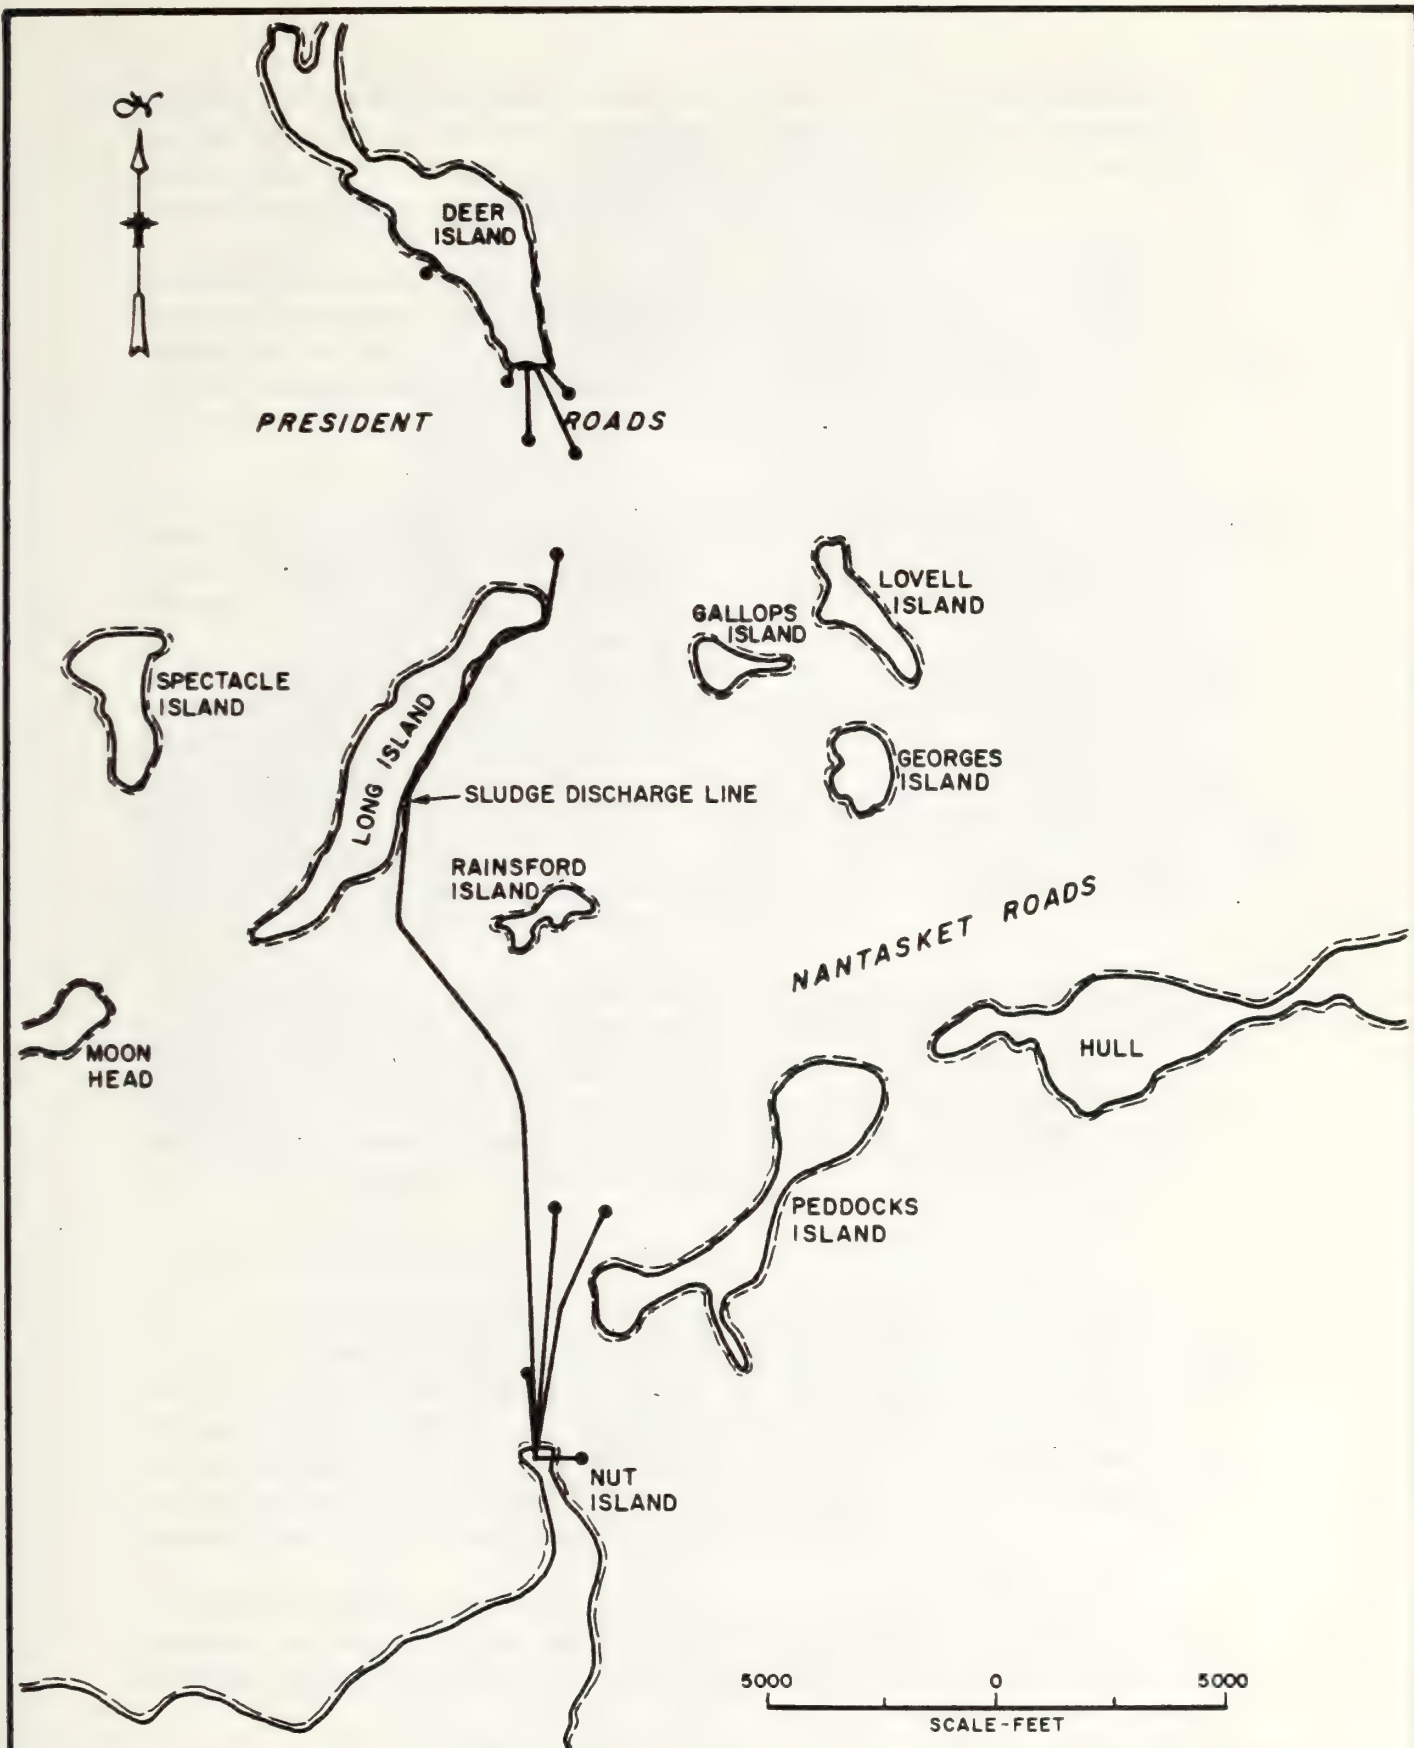 N
DEER
ISLAND
PRESIDENT ROADS
LOVELL
ISLAND
GALLOPS
ISLAND
SPECTACLE
ISLAND
LONG ISLAND
GEORGES
ISLAND
SLUDGE DISCHARGE LINE
RAINSFORD
ISLAND
NANTASKET ROADS
MOON
HEAD
HULL
PEDDOCKS
ISLAND
NUT
ISLAND
5000 0 5000
SCALE-FEET